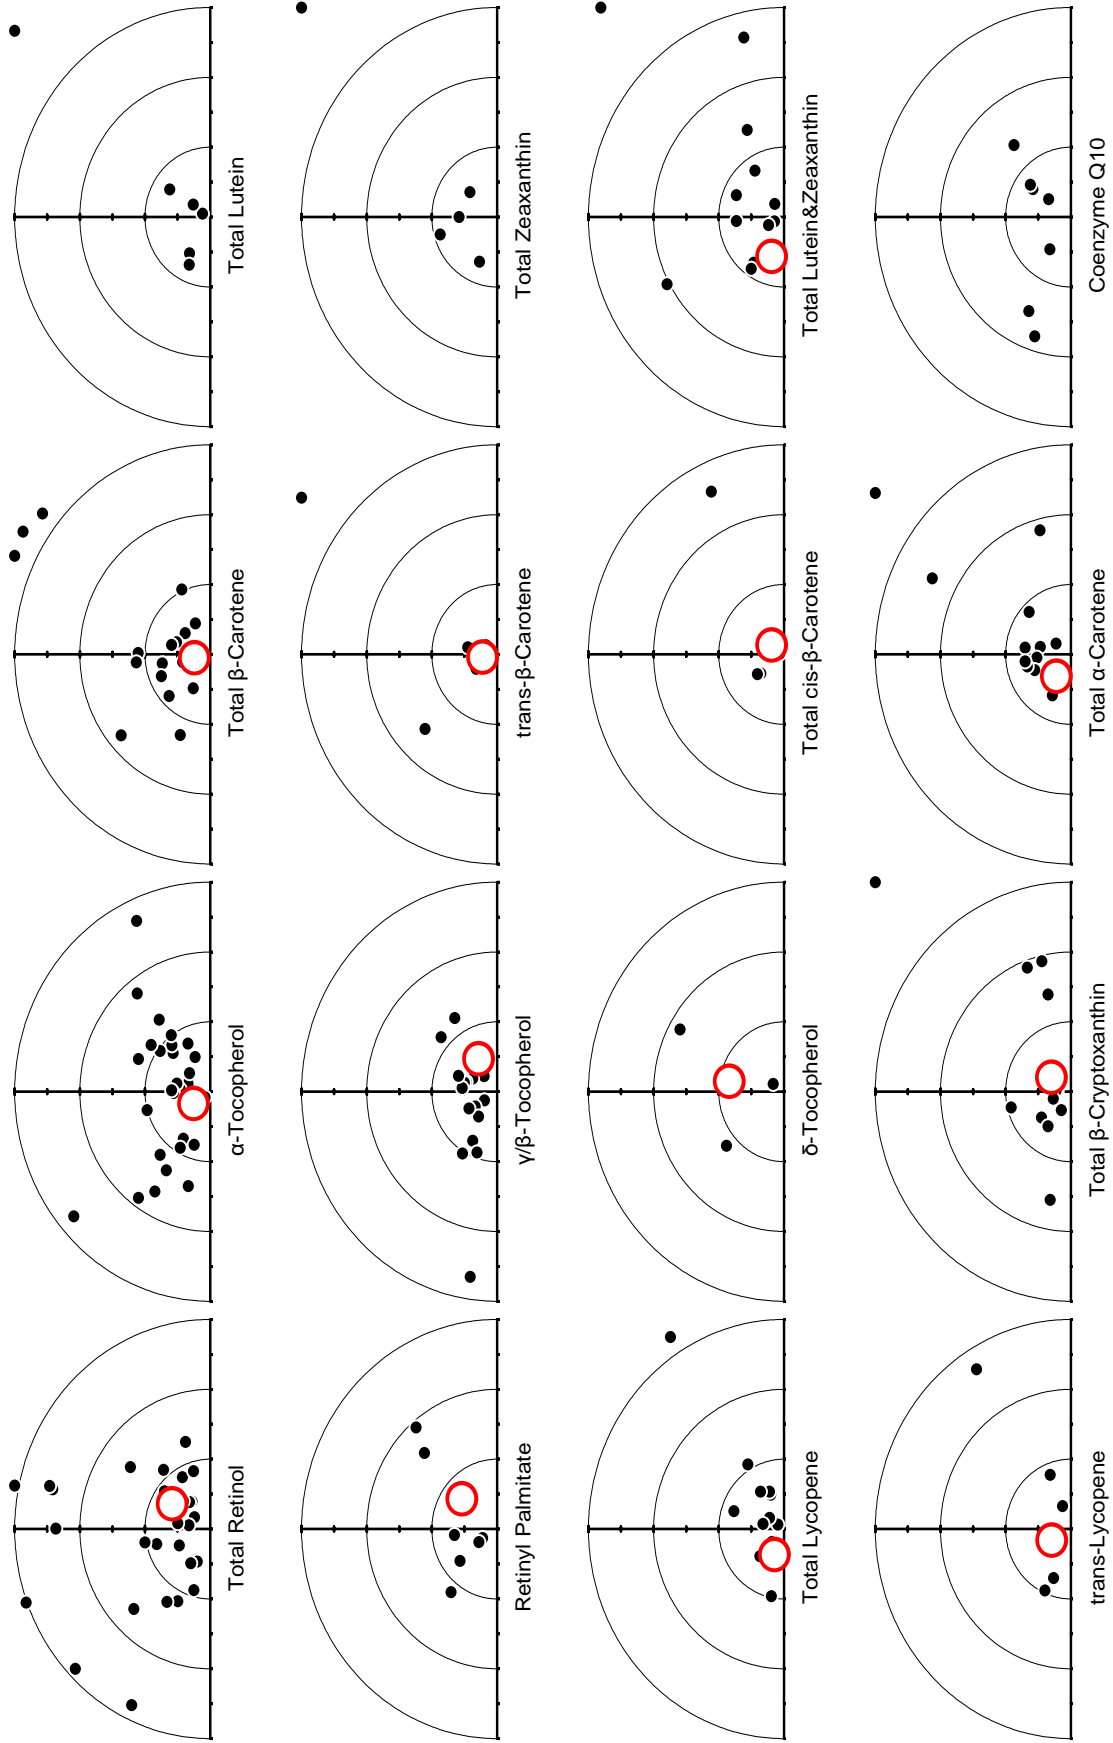 Total Retinol
α-Tocopherol
Total β-Carotene
Total Lutein
Retinyl Palmitate
γ/β-Tocopherol
trans-β-Carotene
Total Zeaxanthin
Total Lycopene
δ-Tocopherol
Total cis-β-Carotene
Total Lutein&Zeaxanthin
trans-Lycopene
Total β-Cryptoxanthin
Total α-Carotene
Coenzyme Q10